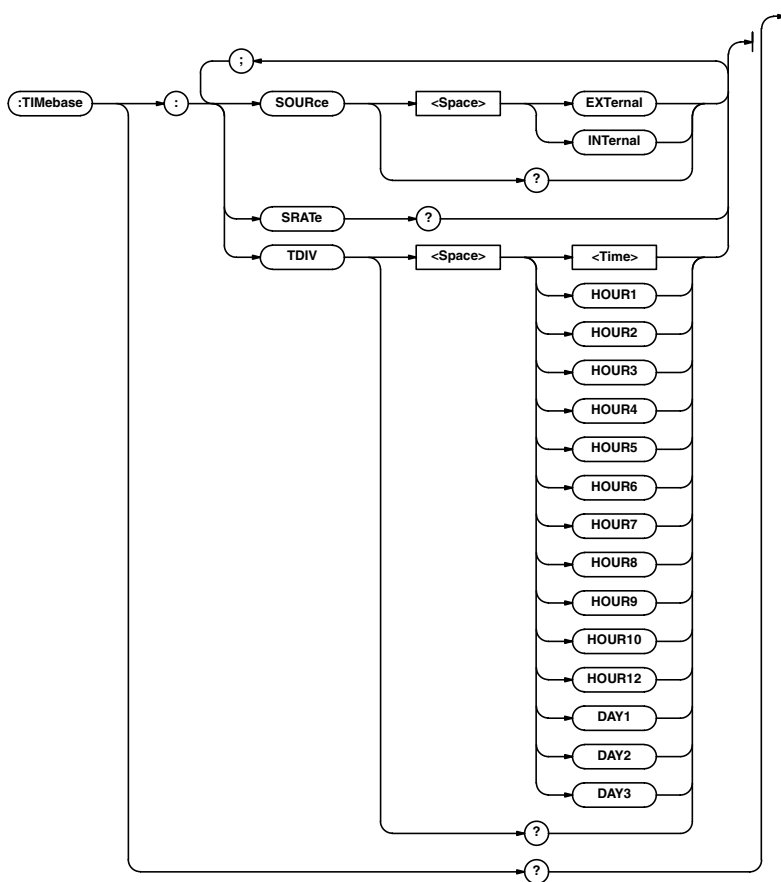 ;
:TIMebase : SOURce <Space> EXTernal
INTernal
?
SRATe ?
TDIV <Space> <Time>
HOUR1
HOUR2
HOUR3
HOUR4
HOUR5
HOUR6
HOUR7
HOUR8
HOUR9
HOUR10
HOUR12
DAY1
DAY2
DAY3
?
?